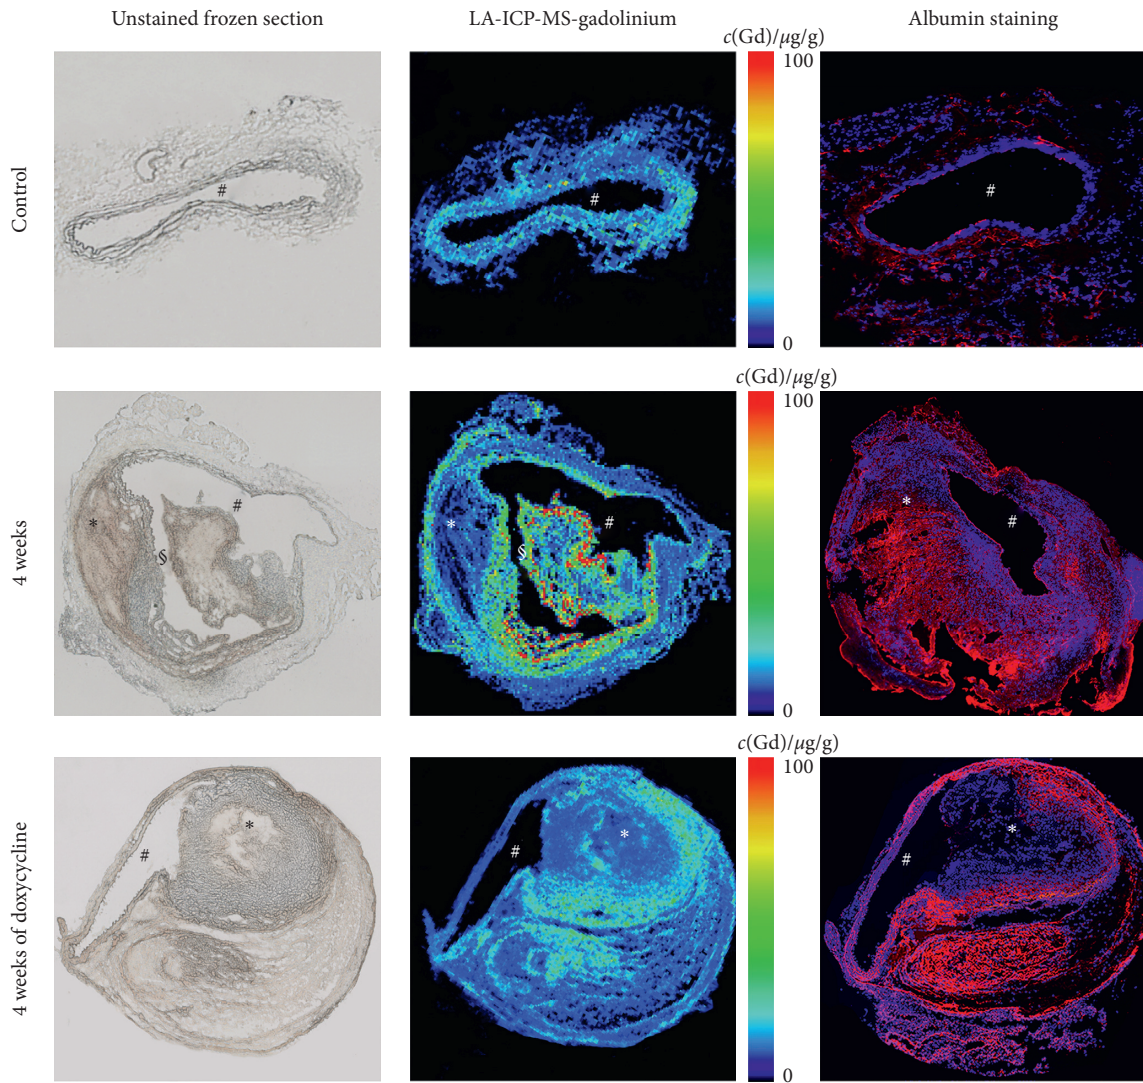 Unstained frozen section
LA-ICP-MS-gadolinium
Albumin staining
c(Gd)/μg/g)
Control
#
#
100
0
#
c(Gd)/μg/g)
4 weeks
*
#
§
*
#
§
100
0
*
#
c(Gd)/μg/g)
4 weeks of doxycycline
*
#
*
#
100
0
*
#